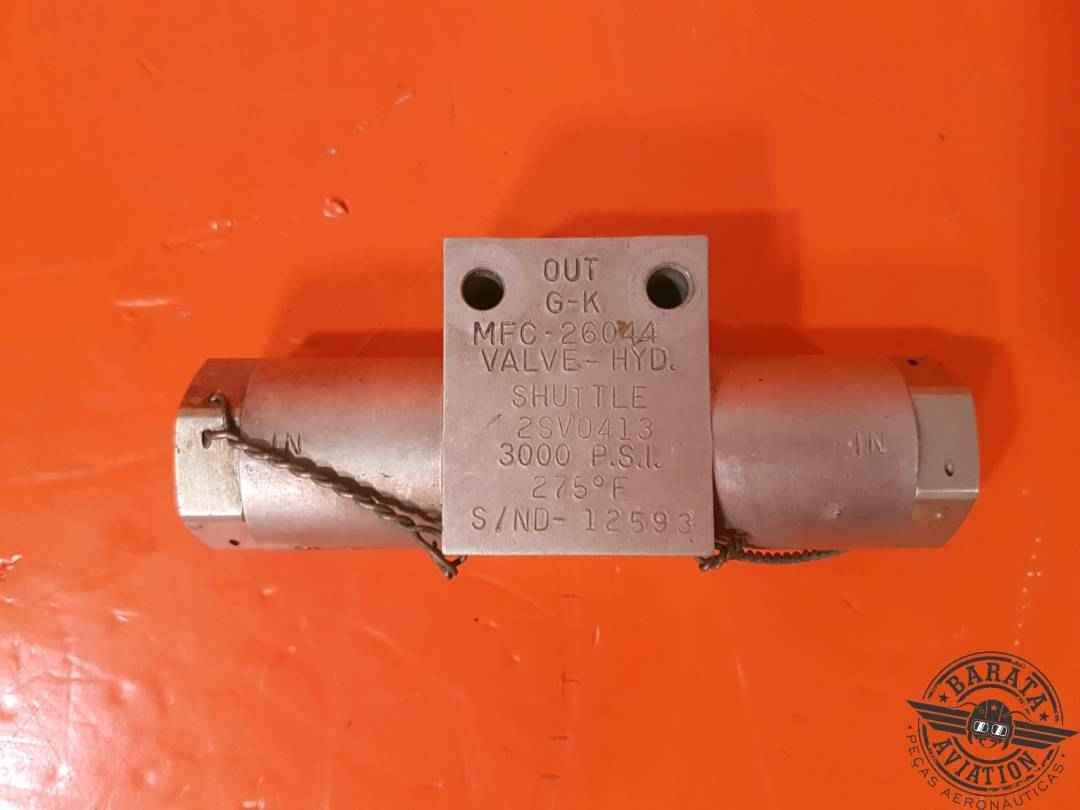 OUT
G-K
MFC-26044
VALVE-HYD.
SHUTTLE
2SV0413
3000 P.S.I.
275°F
S/ND-12593
IN
IN
BARATA
AVIATION
PEÇAS AERONÁUTICAS